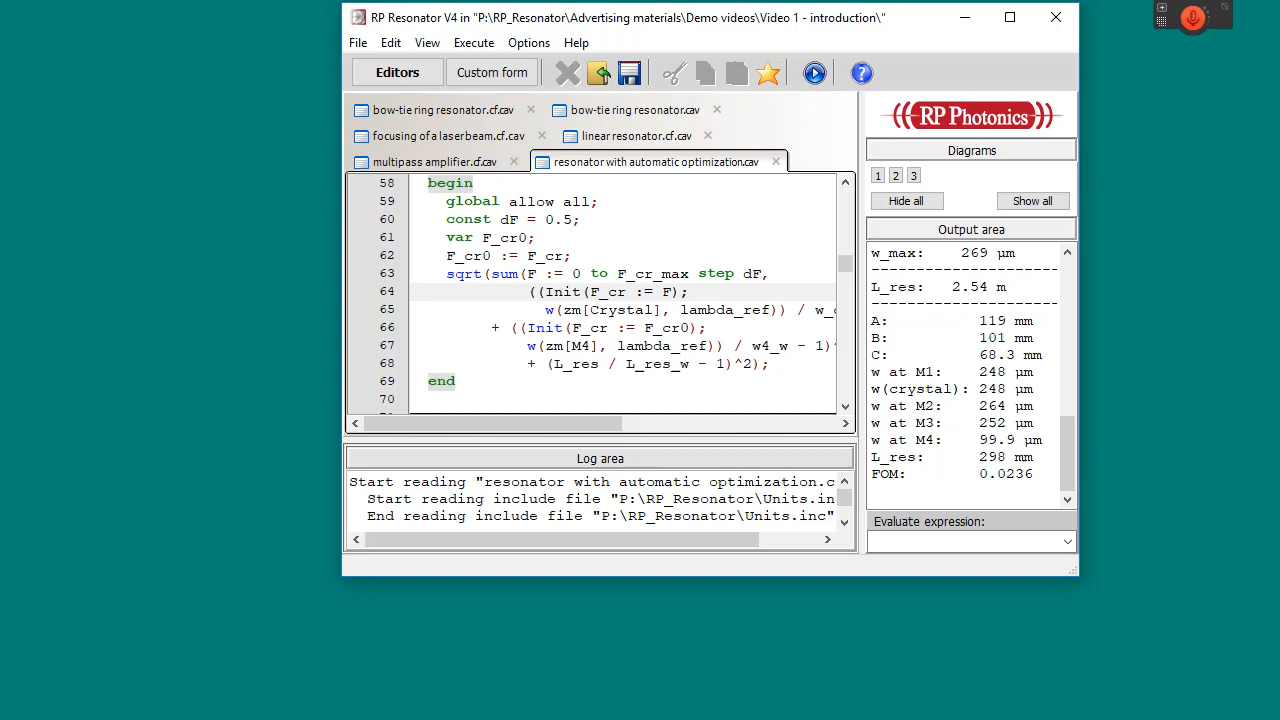 RP Resonator V4 in "P:\RP_Resonator\Advertising materials\Demo videos\Video 1 - introduction\"
File Edit View Execute Options Help
Editors Custom form
bow-tie ring resonator.cf.cav bow-tie ring resonator.cav
focusing of a laser beam.cf.cav linear resonator.cf.cav
multipass amplifier.cf.cav resonator with automatic optimization.cav
58 begin
59 global allow all;
60 const dF = 0.5;
61 var F_cr0;
62 F_cr0 := F_cr;
63 sqrt(sum(F := 0 to F_cr_max step dF,
64 ((Init(F_cr := F);
65 w(zm[Crystal], lambda_ref)) / w_
66 + ((Init(F_cr := F_cr0);
67 w(zm[M4], lambda_ref)) / w4_w - 1)
68 + (L_res / L_res_w - 1)^2);
69 end
70
Log area
Start reading "resonator with automatic optimization.c
Start reading include file "P:\RP_Resonator\Units.in
End reading include file "P:\RP_Resonator\Units.inc"
RP Photonics
Diagrams
1 2 3
Hide all Show all
Output area
w_max: 269 µm
---------------------
L_res: 2.54 m
---------------------
A: 119 mm
B: 101 mm
C: 68.3 mm
w at M1: 248 µm
w(crystal): 248 µm
w at M2: 264 µm
w at M3: 252 µm
w at M4: 99.9 µm
L_res: 298 mm
FOM: 0.0236
Evaluate expression: